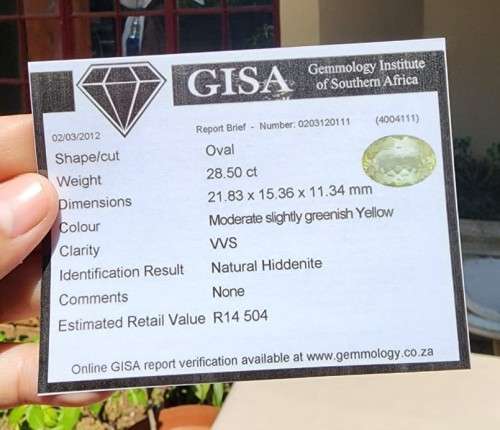 GISA Gemmology Institute
of Southern Africa
02/03/2012 Report Brief - Number: 0203120111 (4004111)
Shape/cut Oval
Weight 28.50 ct
Dimensions 21.83 x 15.36 x 11.34 mm
Colour Moderate slightly greenish Yellow
Clarity VVS
Identification Result Natural Hiddenite
Comments None
Estimated Retail Value R14 504
Online GISA report verification available at www.gemmology.co.za